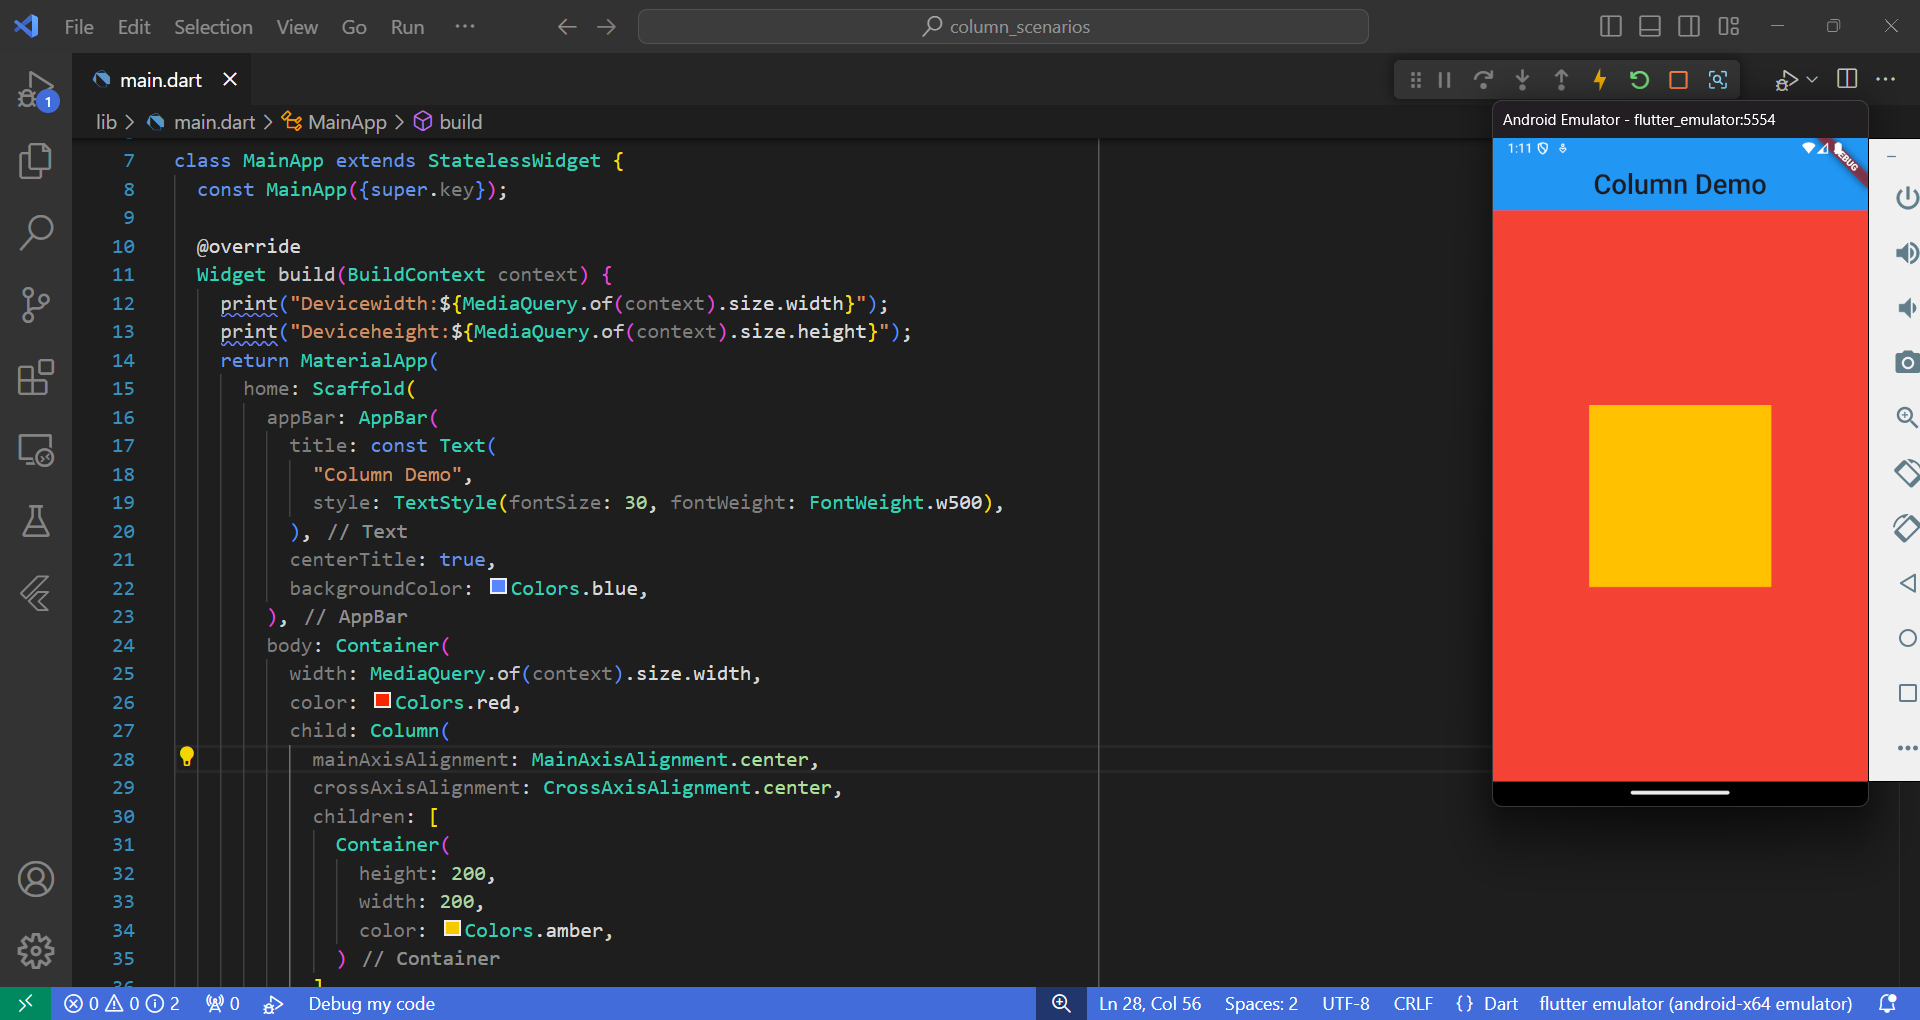 File Edit Selection View Go Run ···
column_scenarios
1
main.dart
lib > main.dart > MainApp > build
7 class MainApp extends StatelessWidget {
8 const MainApp({super.key});
9
10 @override
11 Widget build(BuildContext context) {
12 print("Devicewidth:${MediaQuery.of(context).size.width}");
13 print("Deviceheight:${MediaQuery.of(context).size.height}");
14 return MaterialApp(
15 home: Scaffold(
16 appBar: AppBar(
17 title: const Text(
18 "Column Demo",
19 style: TextStyle(fontSize: 30, fontWeight: FontWeight.w500),
20 ), // Text
21 centerTitle: true,
22 backgroundColor: Colors.blue,
23 ), // AppBar
24 body: Container(
25 width: MediaQuery.of(context).size.width,
26 color: Colors.red,
27 child: Column(
28 mainAxisAlignment: MainAxisAlignment.center,
29 crossAxisAlignment: CrossAxisAlignment.center,
30 children: [
31 Container(
32 height: 200,
33 width: 200,
34 color: Colors.amber,
35 ) // Container
36 ]
Android Emulator - flutter_emulator:5554
1:11
DEBUG
Column Demo
0 0 2 0 Debug my code
Ln 28, Col 56 Spaces: 2 UTF-8 CRLF {} Dart flutter emulator (android-x64 emulator)